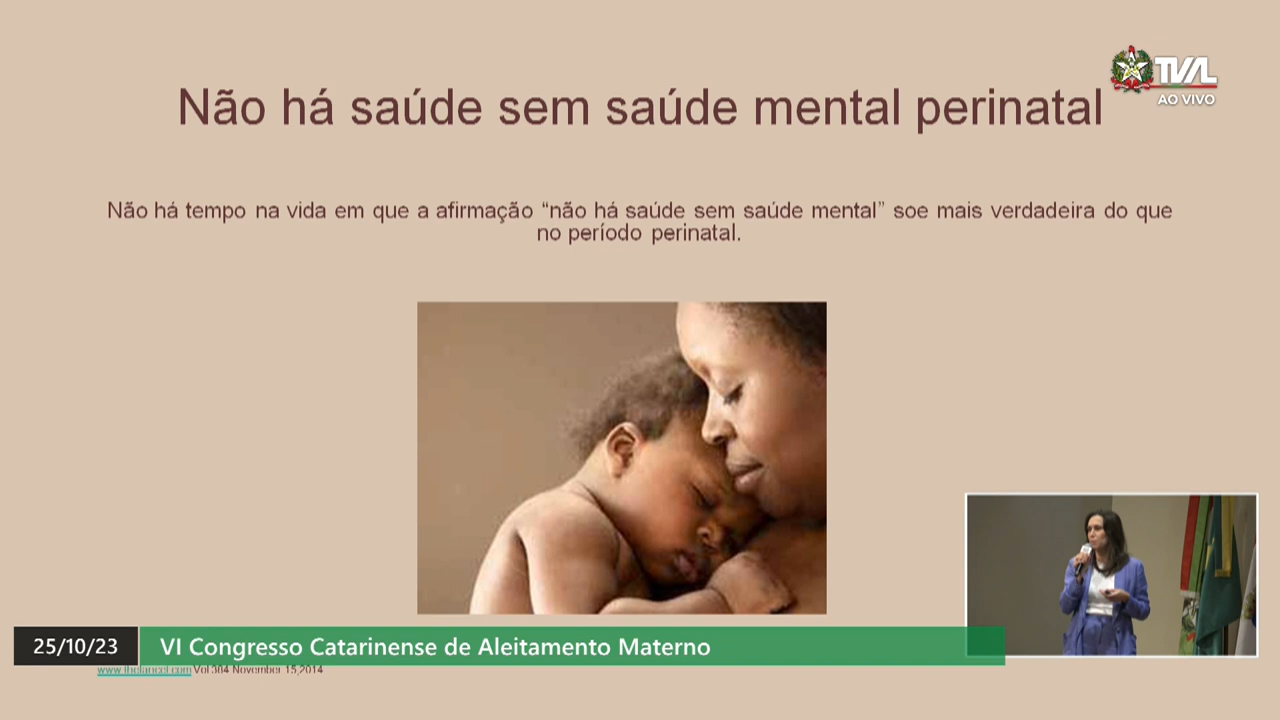 TVAL
AO VIVO
Não há saúde sem saúde mental perinatal
Não há tempo na vida em que a afirmação “não há saúde sem saúde mental” soe mais verdadeira do que
no período perinatal.
25/10/23
VI Congresso Catarinense de Aleitamento Materno
www.thelancet.com Vol 384 November 15,2014